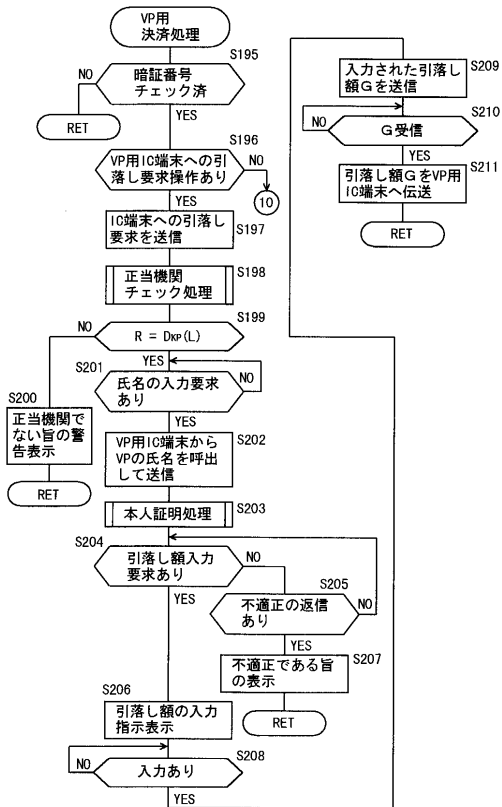 VP用
決済処理
S195
暗証番号
チェック済
NO
YES
RET
S196
VP用IC端末への引
落し要求操作あり
NO
10
YES
S197
IC端末への引落し
要求を送信
S198
正当機関
チェック処理
S199
R = DKP(L)
NO
YES
S200
正当機関で
ない旨の警
告表示
RET
S201
氏名の入力要求
あり
NO
YES
S202
VP用IC端末から
VPの氏名を呼出
して送信
S203
本人証明処理
S204
引落し額入力
要求あり
NO
YES
S205
不適正の返信
あり
NO
YES
S207
不適正である旨
の表示
RET
S206
引落し額の入力
指示表示
S208
入力あり
NO
YES
S209
入力された引落し
額Gを送信
S210
G受信
NO
YES
S211
引落し額GをVP用
IC端末へ伝送
RET